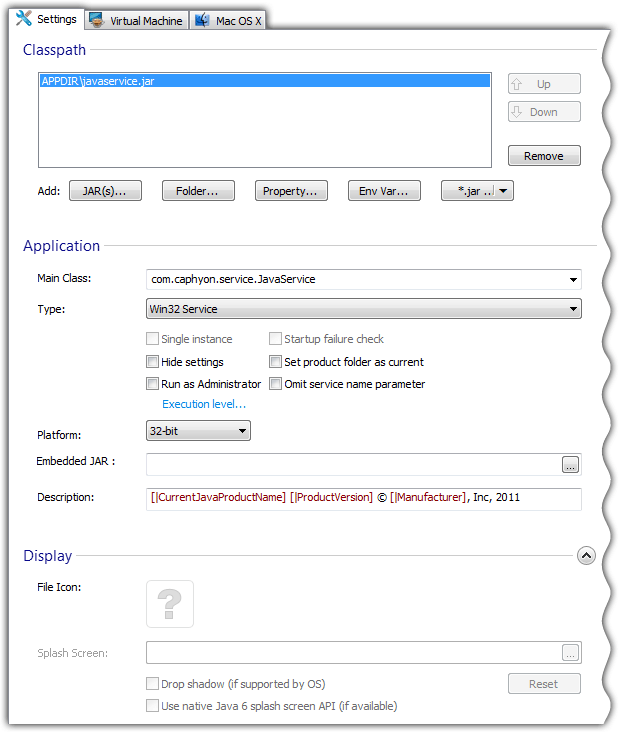 Settings Virtual Machine Mac OS X
Classpath
APPDIR\javaservice.jar
Up
Down
Remove
Add: JAR(s)... Folder... Property... Env Var... *.jar ...
Application
Main Class: com.caphyon.service.JavaService
Type: Win32 Service
Single instance Startup failure check
Hide settings Set product folder as current
Run as Administrator Omit service name parameter
Execution level...
Platform: 32-bit
Embedded JAR : ...
Description: [|CurrentJavaProductName] [|ProductVersion] © [|Manufacturer], Inc, 2011
Display
File Icon: ?
Splash Screen: ...
Drop shadow (if supported by OS) Reset
Use native Java 6 splash screen API (if available)